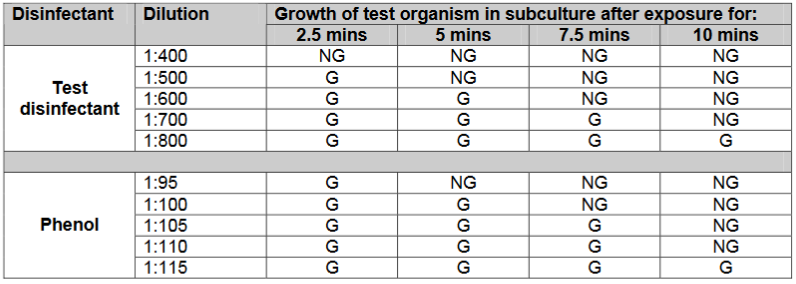 Disinfectant Dilution Growth of test organism in subculture after exposure for:
2.5 mins 5 mins 7.5 mins 10 mins
Test disinfectant
1:400 NG NG NG NG
1:500 G NG NG NG
1:600 G G NG NG
1:700 G G G NG
1:800 G G G G
Phenol
1:95 G NG NG NG
1:100 G G NG NG
1:105 G G G NG
1:110 G G G NG
1:115 G G G G